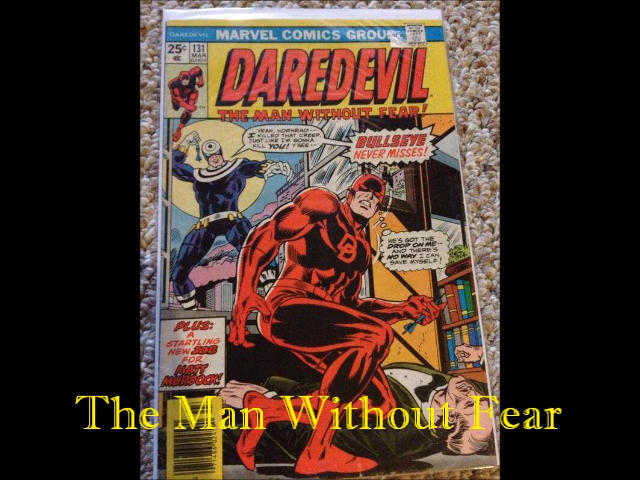 DAREDEVIL
MARVEL COMICS GROUP
25¢
131
MAR
DAREDEVIL
THE MAN WITHOUT FEAR!
YEAH, HORNHEAD--
I KILLED THAT CREEP,
JUST LIKE I'M GONNA
KILL YOU! Y'SEE--
BULLSEYE
NEVER MISSES!
HE'S GOT THE
DROP ON ME--
AND THERE'S
NO WAY I CAN
SAVE MYSELF!
PLUS:
A
STARTLING
NEW JOB
FOR
MATT
MURDOCK!
The Man Without Fear